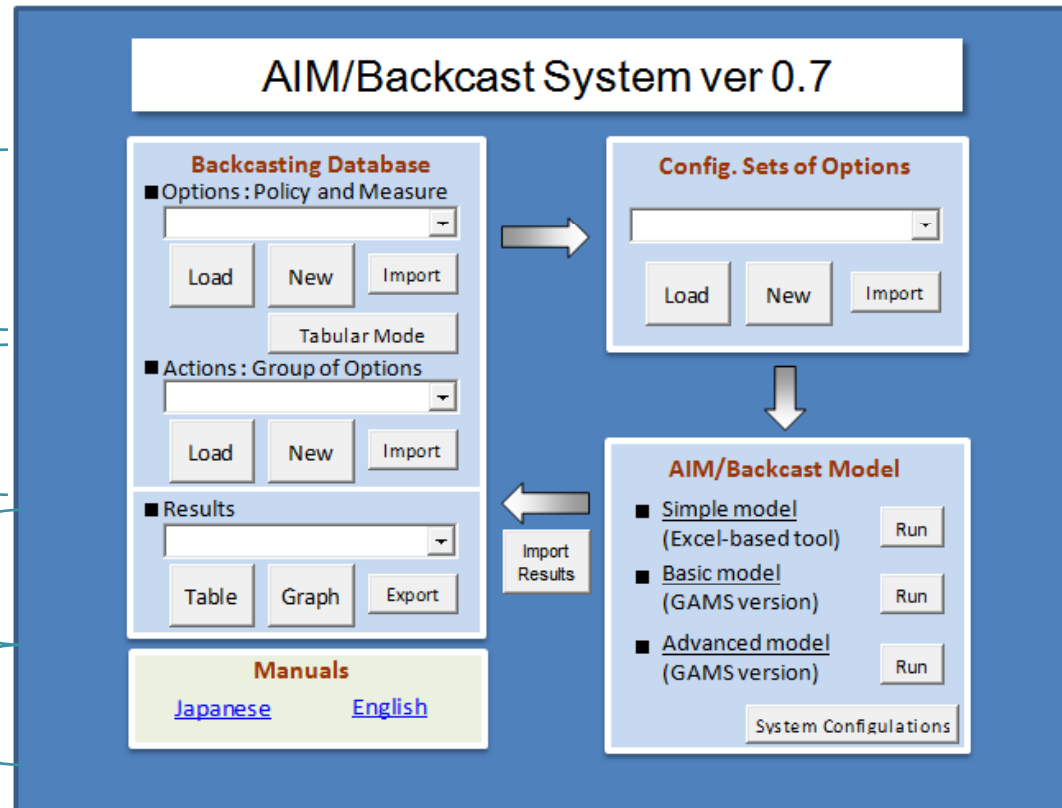 AIM/Backcast System ver 0.7
Backcasting Database
■Options : Policy and Measure
Load New Import
Tabular Mode
■Actions : Group of Options
Load New Import
■Results
Table Graph Export
Manuals
Japanese English
Config. Sets of Options
Load New Import
AIM/Backcast Model
■ Simple model
(Excel-based tool)
Run
■ Basic model
(GAMS version)
Run
■ Advanced model
(GAMS version)
Run
System Configulations
Import
Results